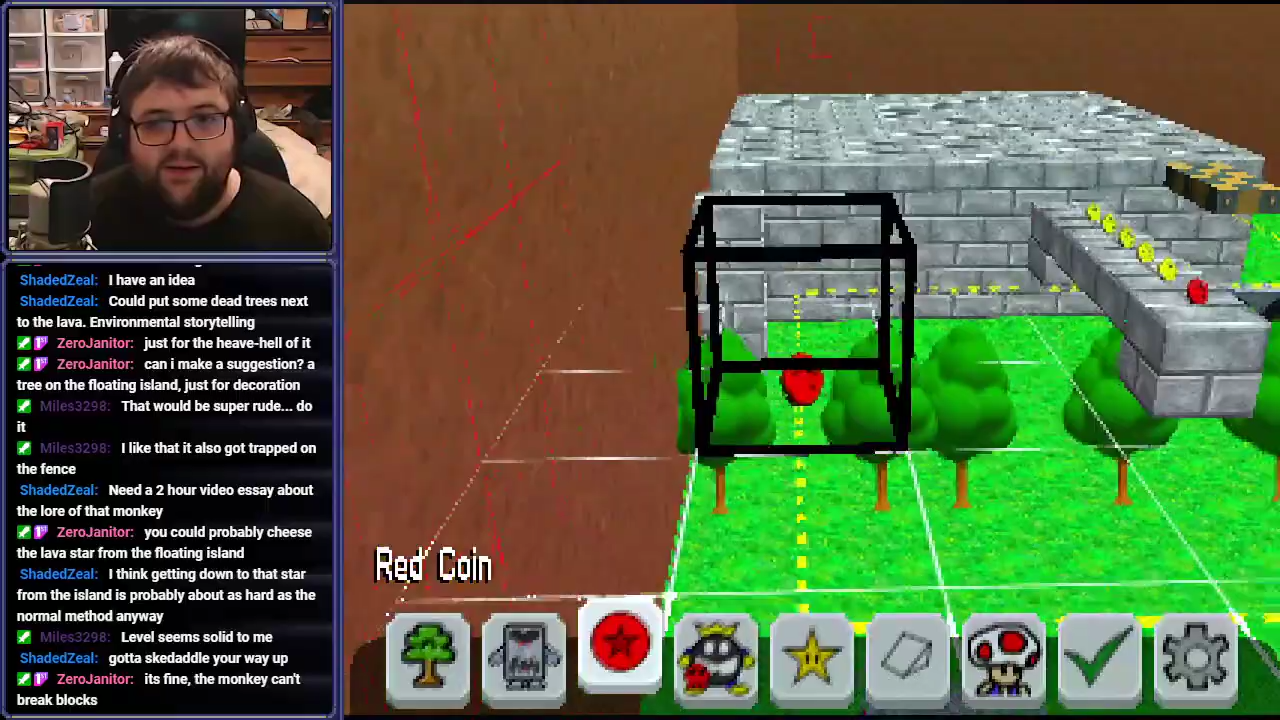 ShadedZeal: I have an idea
ShadedZeal: Could put some dead trees next
to the lava. Environmental storytelling
ZeroJanitor: just for the heave-hell of it
ZeroJanitor: can i make a suggestion? a
tree on the floating island, just for decoration
Miles3298: That would be super rude... do
it
Miles3298: I like that it also got trapped on
the fence
ShadedZeal: Need a 2 hour video essay about
the lore of that monkey
ZeroJanitor: you could probably cheese
the lava star from the floating island
ShadedZeal: I think getting down to that star
from the island is probably about as hard as the
normal method anyway
Miles3298: Level seems solid to me
ShadedZeal: gotta skedaddle your way up
ZeroJanitor: its fine, the monkey can't
break blocks
Red Coin